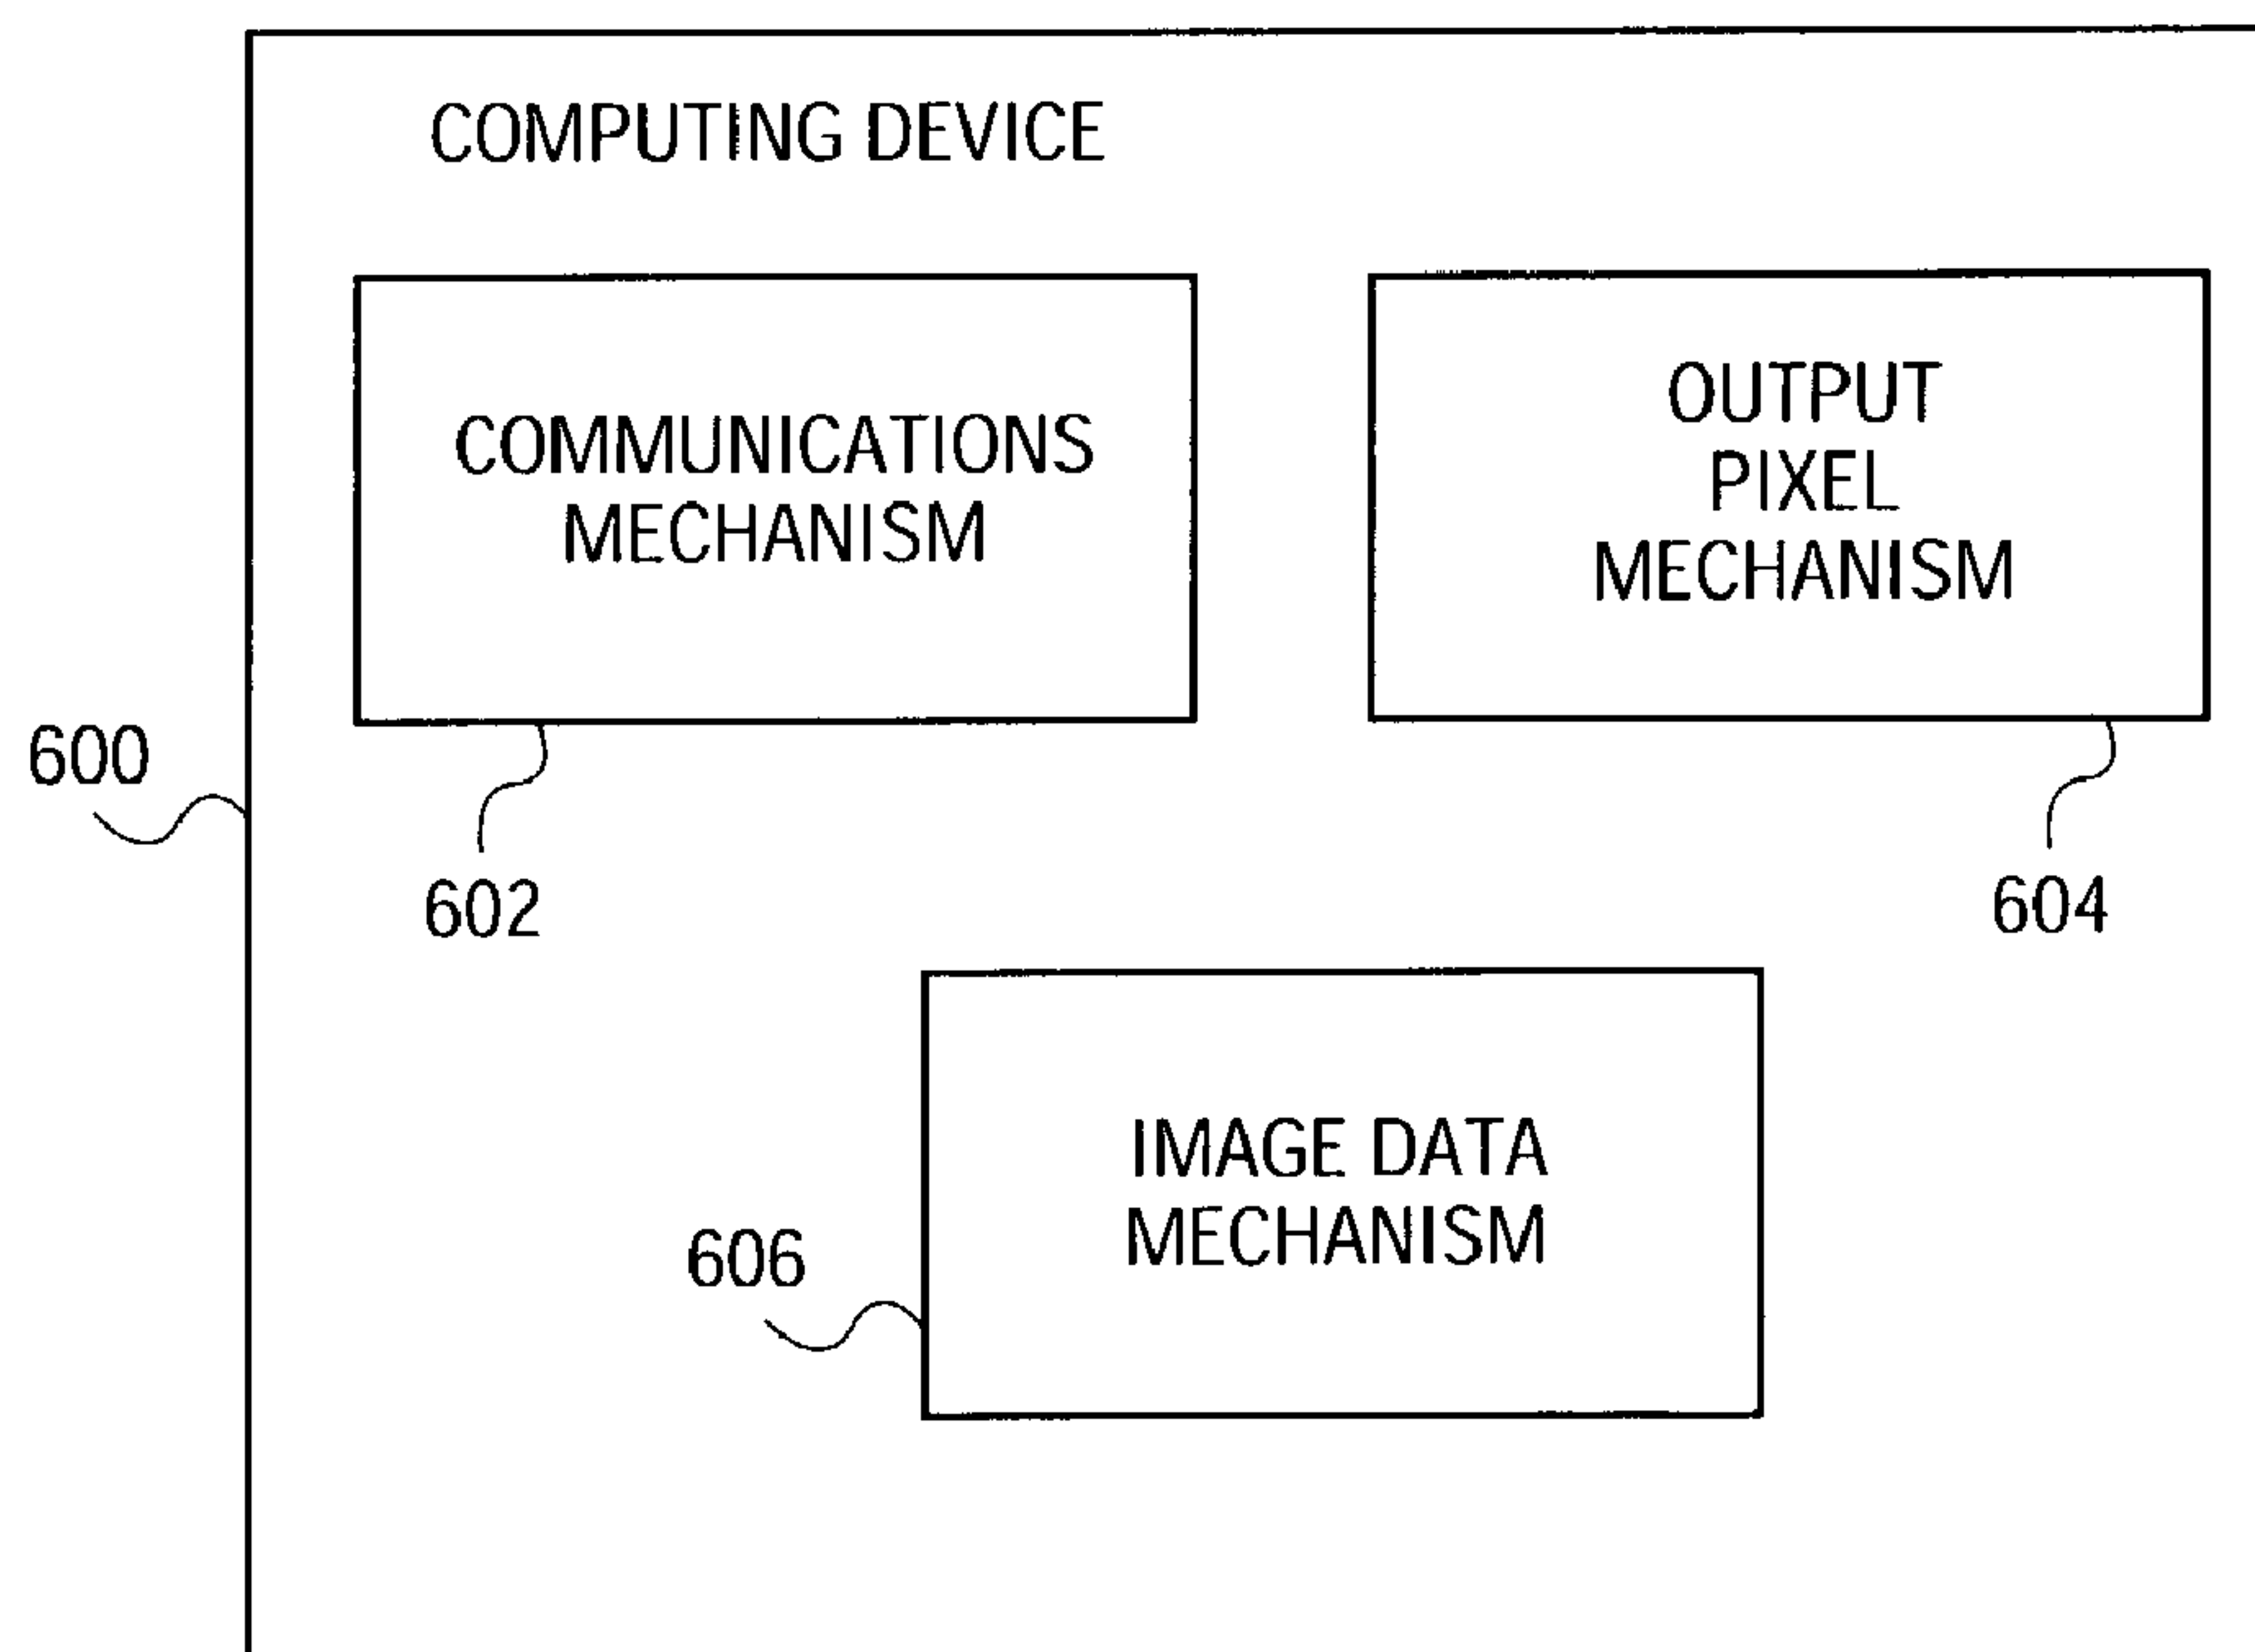 COMPUTING DEVICE
COMMUNICATIONS
MECHANISM
OUTPUT
PIXEL
MECHANISM
600
602
604
IMAGE DATA
MECHANISM
606